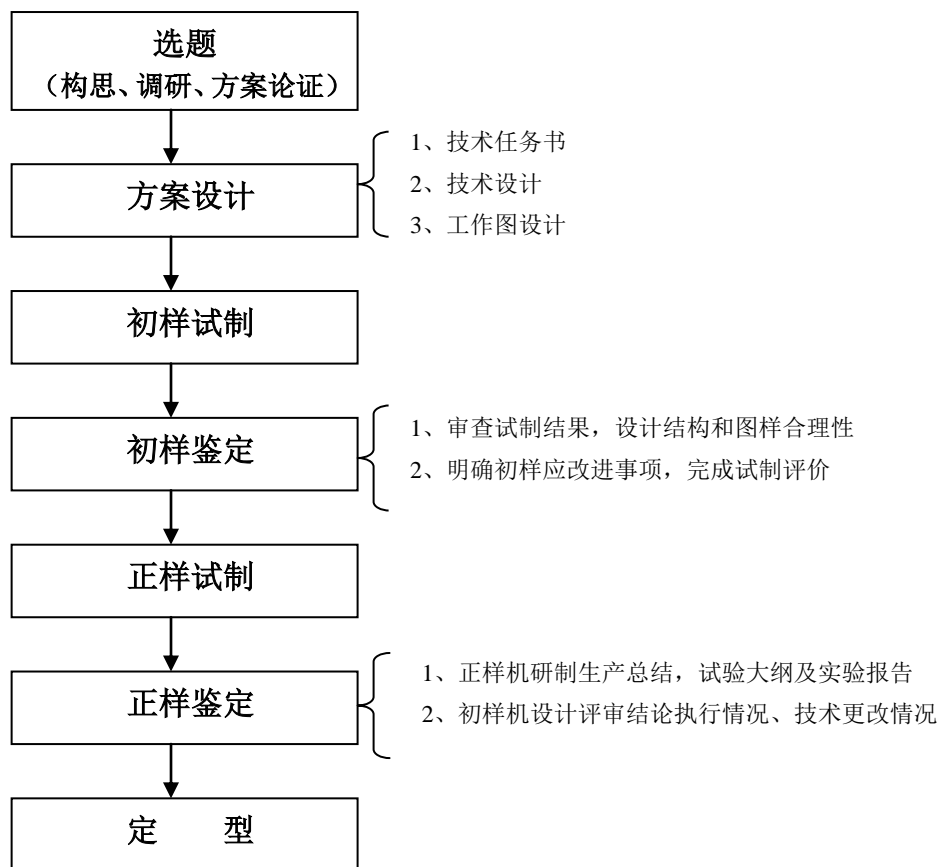 选题
（构思、调研、方案论证）
1、技术任务书
方案设计
2、技术设计
3、工作图设计
初样试制
1、审查试制结果，设计结构和图样合理性
初样鉴定
2、明确初样应改进事项，完成试制评价
正样试制
1、正样机研制生产总结，试验大纲及实验报告
正样鉴定
2、初样机设计评审结论执行情况、技术更改情况
定 型